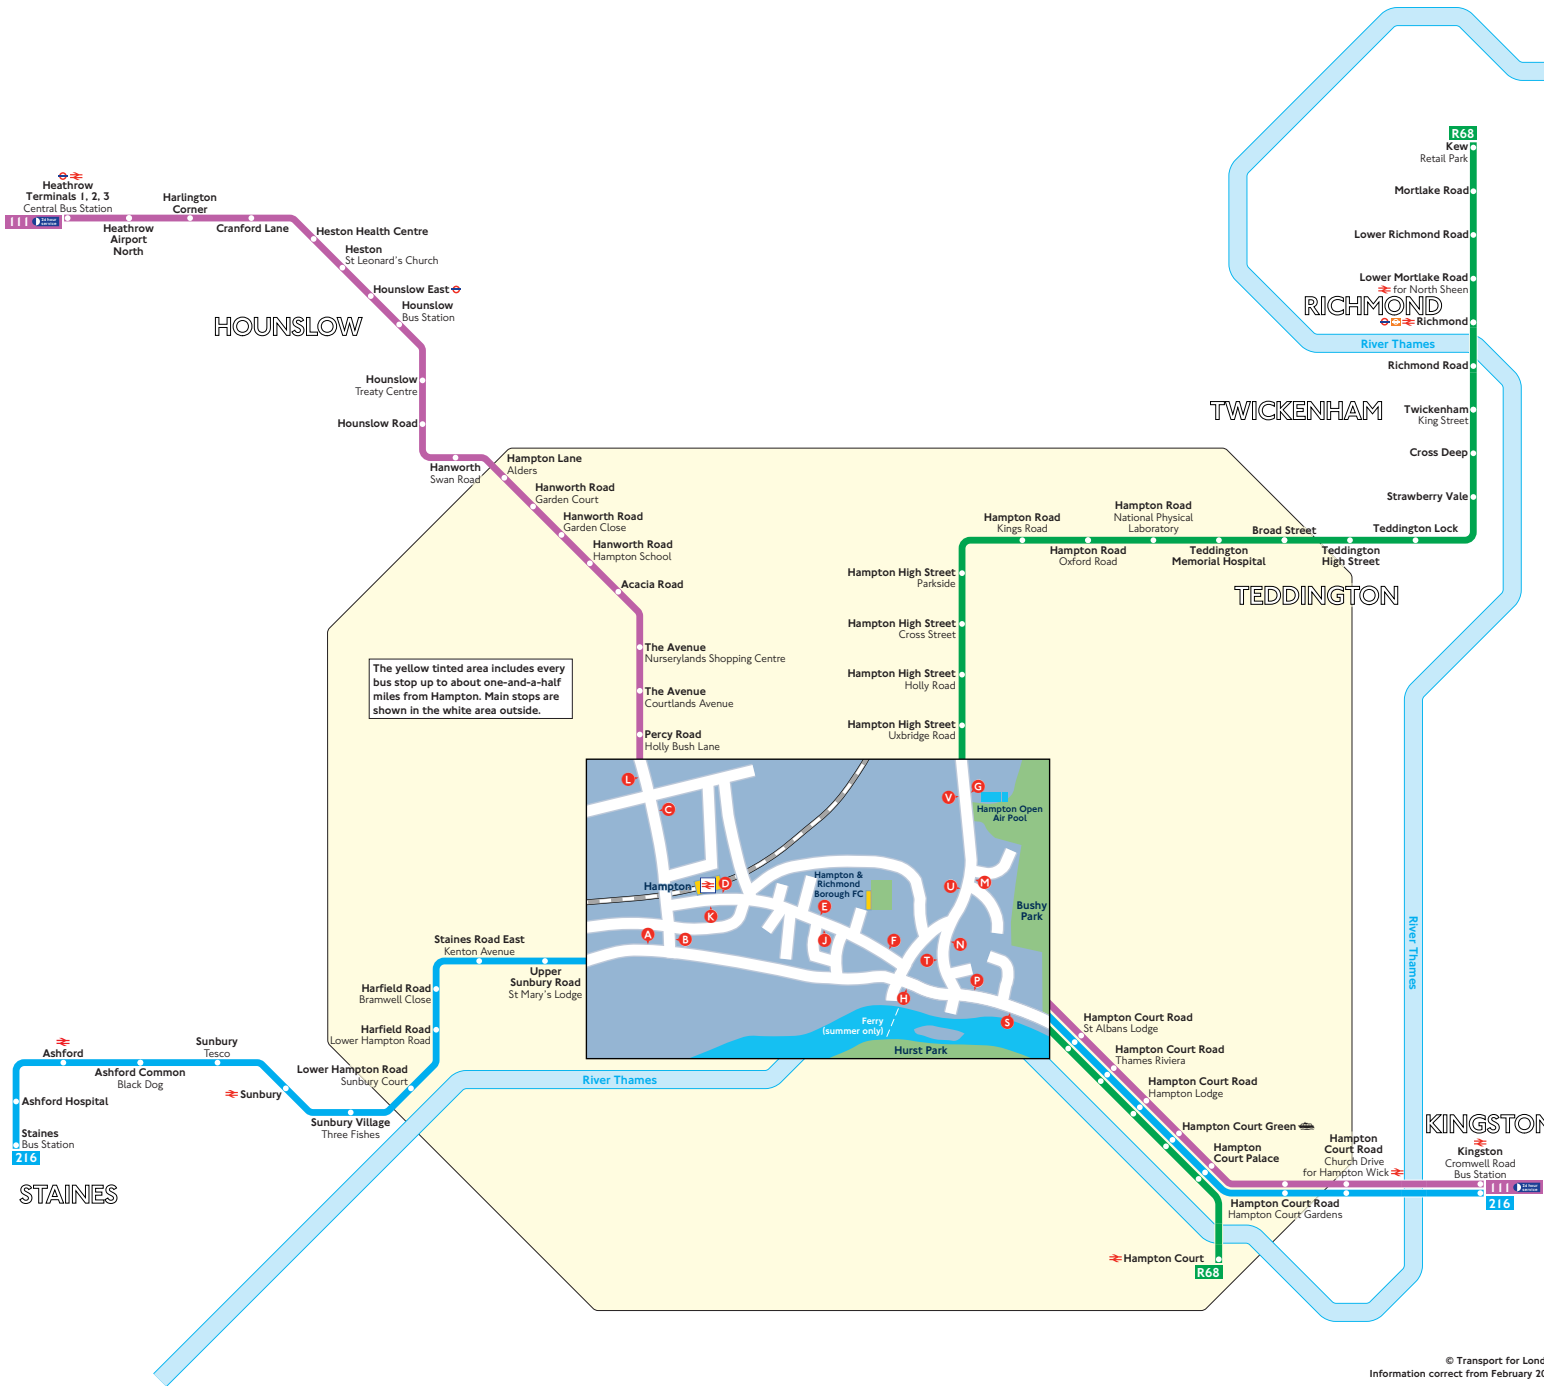 R68
Kew
Retail Park
Mortlake Road
Lower Richmond Road
Lower Mortlake Road
for North Sheen
RICHMOND
Richmond
River Thames
Richmond Road
TWICKENHAM
Twickenham
King Street
Cross Deep
Strawberry Vale
Teddington Lock
Heathrow
Terminals 1, 2, 3
Central Bus Station
111
24 hour
service
Heathrow
Airport
North
Harlington
Corner
Cranford Lane
Heston Health Centre
Heston
St Leonard's Church
Hounslow East
Hounslow
Bus Station
HOUNSLOW
Hounslow
Treaty Centre
Hounslow Road
Hanworth
Swan Road
Hampton Lane
Alders
Hanworth Road
Garden Court
Hanworth Road
Garden Close
Hanworth Road
Hampton School
Acacia Road
The Avenue
Nurserylands Shopping Centre
The Avenue
Courtlands Avenue
Percy Road
Holly Bush Lane
The yellow tinted area includes every
bus stop up to about one-and-a-half
miles from Hampton. Main stops are
shown in the white area outside.
Teddington
High Street
Broad Street
Teddington
Memorial Hospital
TEDDINGTON
Hampton Road
National Physical
Laboratory
Hampton Road
Oxford Road
Hampton Road
Kings Road
Hampton High Street
Parkside
Hampton High Street
Cross Street
Hampton High Street
Holly Road
Hampton High Street
Uxbridge Road
L
C
V
G
Hampton Open
Air Pool
Hampton
D
K
Hampton &
Richmond
Borough FC
E
U
M
Bushy
Park
A
B
J
F
N
T
P
H
S
Ferry
(summer only)
Hurst Park
Staines Road East
Kenton Avenue
Upper
Sunbury Road
St Mary's Lodge
Harfield Road
Bramwell Close
Harfield Road
Lower Hampton Road
Lower Hampton Road
Sunbury Court
Sunbury Village
Three Fishes
Sunbury
Sunbury
Tesco
Ashford Common
Black Dog
Ashford
Ashford Hospital
Staines
Bus Station
216
STAINES
River Thames
River Thames
Hampton Court Road
St Albans Lodge
Hampton Court Road
Thames Riviera
Hampton Court Road
Hampton Lodge
Hampton Court Green
Hampton
Court Palace
Hampton
Court Road
Church Drive
for Hampton Wick
Hampton Court Road
Hampton Court Gardens
Hampton Court
R68
KINGSTON
Kingston
Cromwell Road
Bus Station
111
24 hour
service
216
© Transport for Lond
Information correct from February 20